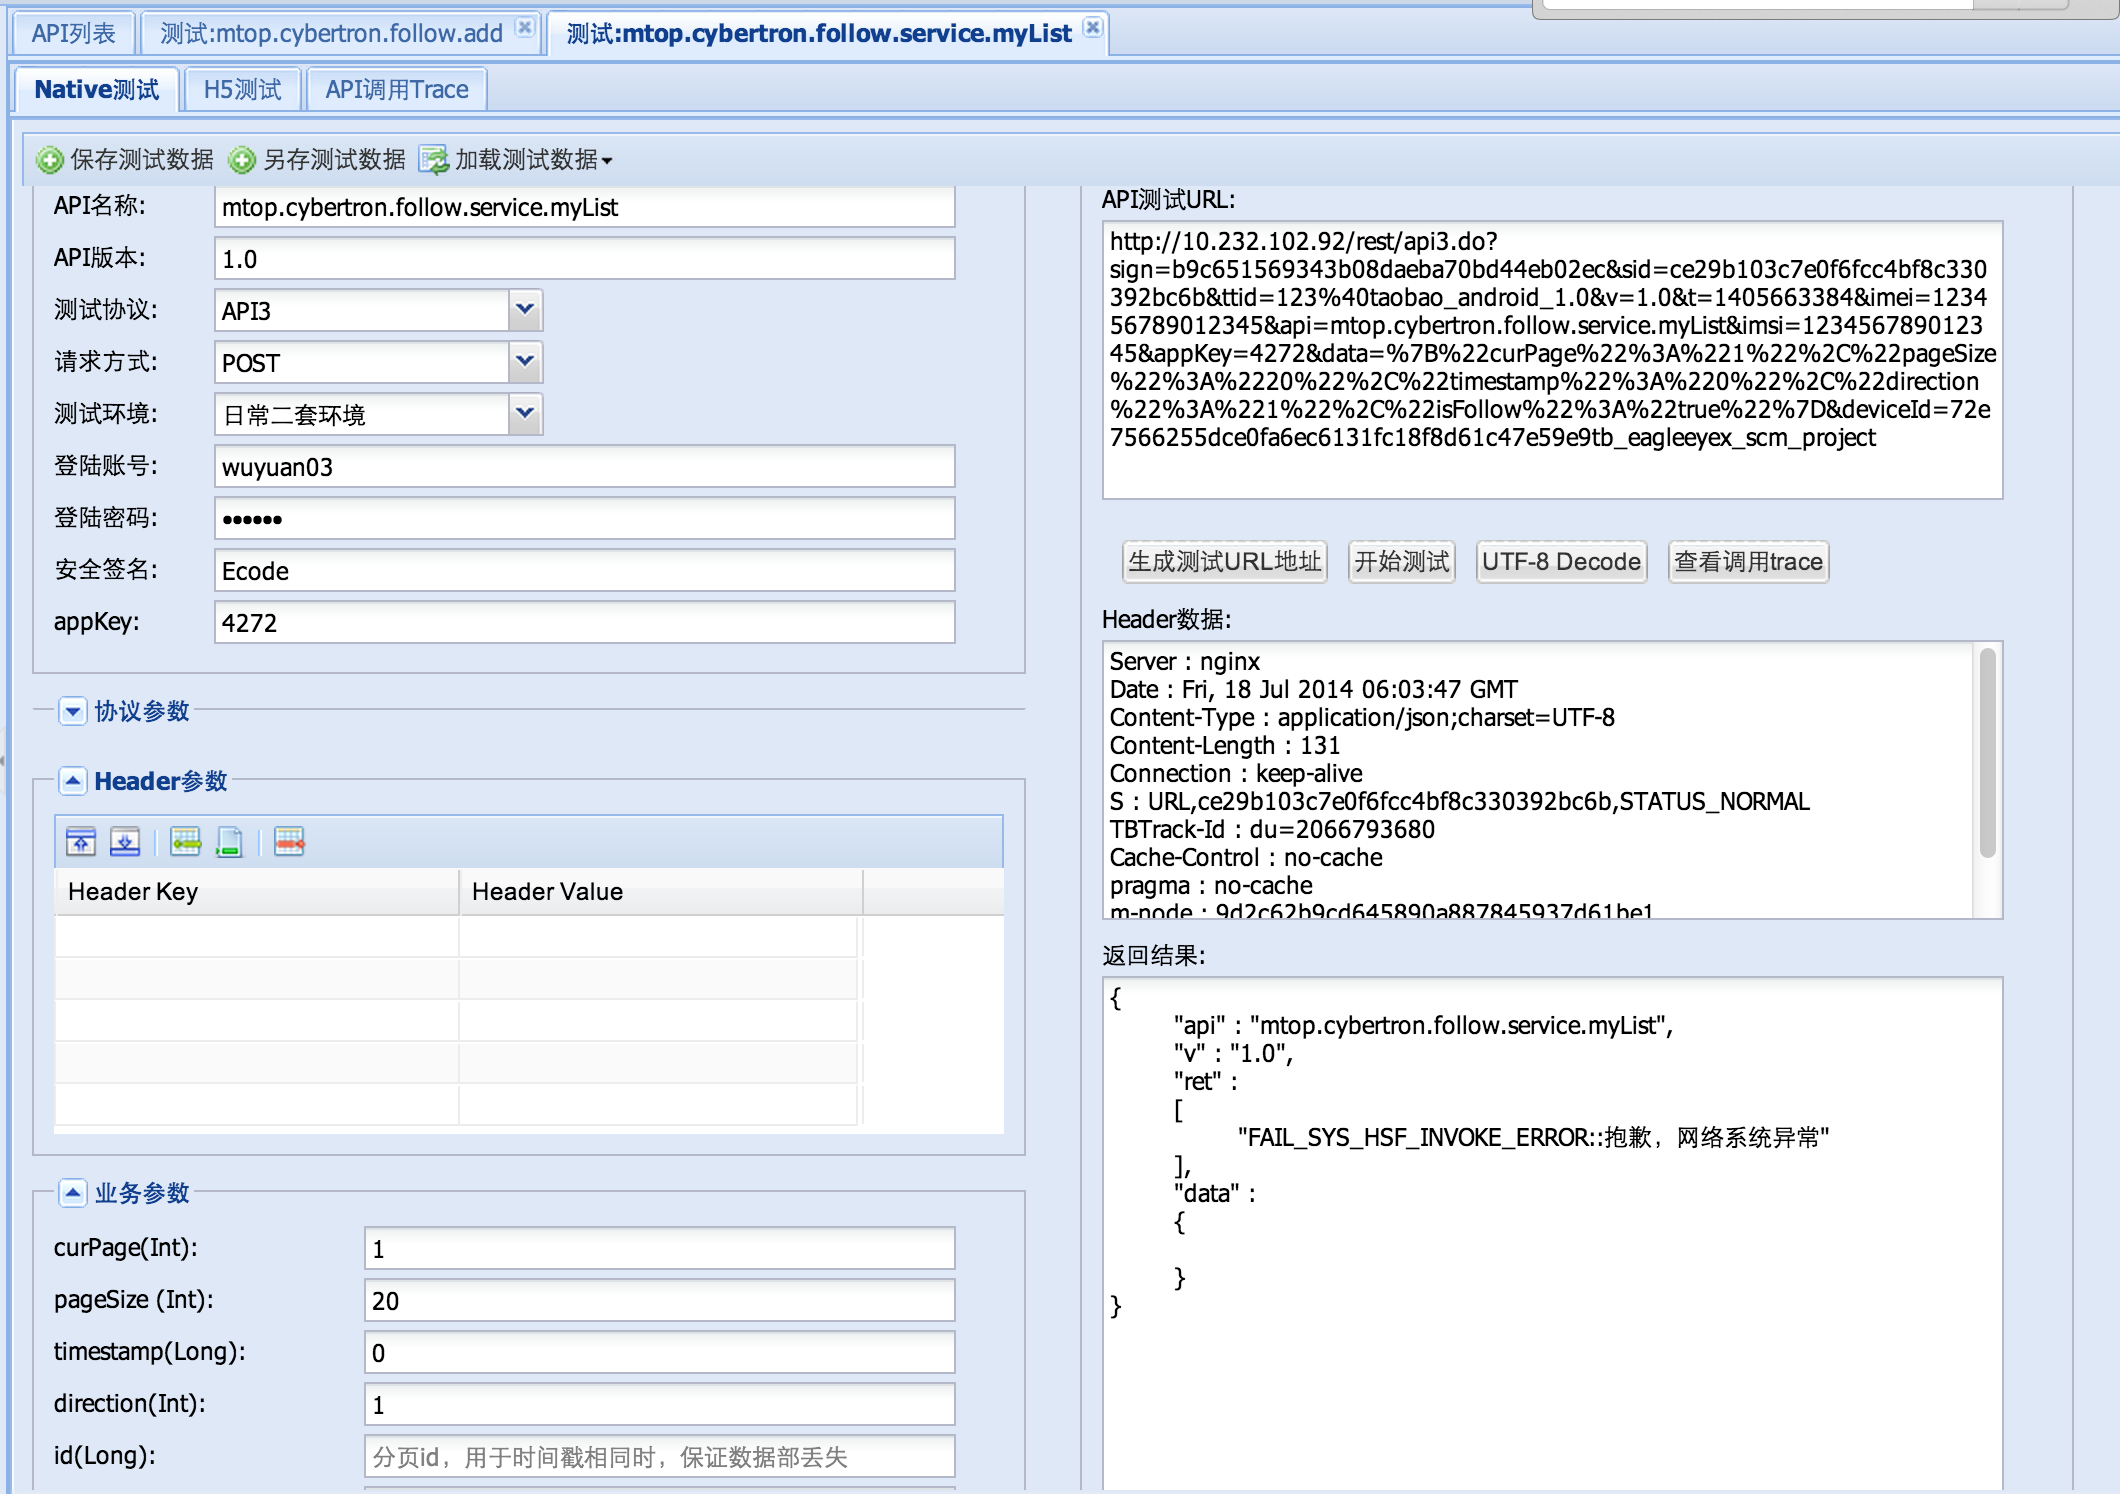 API列表
测试:mtop.cybertron.follow.add
测试:mtop.cybertron.follow.service.myList
Native测试
H5测试
API调用Trace
保存测试数据
另存测试数据
加载测试数据
API名称:
mtop.cybertron.follow.service.myList
API版本:
1.0
测试协议:
API3
请求方式:
POST
测试环境:
日常二套环境
登陆账号:
wuyuan03
登陆密码:
••••••
安全签名:
Ecode
appKey:
4272
协议参数
Header参数
Header Key
Header Value
业务参数
curPage(Int):
1
pageSize (Int):
20
timestamp(Long):
0
direction(Int):
1
id(Long):
分页id，用于时间戳相同时，保证数据部丢失
API测试URL:
http://10.232.102.92/rest/api3.do?
sign=b9c651569343b08daeba70bd44eb02ec&sid=ce29b103c7e0f6fcc4bf8c330
392bc6b&ttid=123%40taobao_android_1.0&v=1.0&t=1405663384&imei=1234
56789012345&api=mtop.cybertron.follow.service.myList&imsi=1234567890123
45&appKey=4272&data=%7B%22curPage%22%3A%221%22%2C%22pageSize
%22%3A%2220%22%2C%22timestamp%22%3A%220%22%2C%22direction
%22%3A%221%22%2C%22isFollow%22%3A%22true%22%7D&deviceId=72e
7566255dce0fa6ec6131fc18f8d61c47e59e9tb_eagleeyex_scm_project
生成测试URL地址
开始测试
UTF-8 Decode
查看调用trace
Header数据:
Server : nginx
Date : Fri, 18 Jul 2014 06:03:47 GMT
Content-Type : application/json;charset=UTF-8
Content-Length : 131
Connection : keep-alive
S : URL,ce29b103c7e0f6fcc4bf8c330392bc6b,STATUS_NORMAL
TBTrack-Id : du=2066793680
Cache-Control : no-cache
pragma : no-cache
m-node : 9d2c62b9cd645890a887845937d61be1
返回结果:
{
"api" : "mtop.cybertron.follow.service.myList",
"v" : "1.0",
"ret" :
[
"FAIL_SYS_HSF_INVOKE_ERROR::抱歉，网络系统异常"
],
"data" :
{
}
}